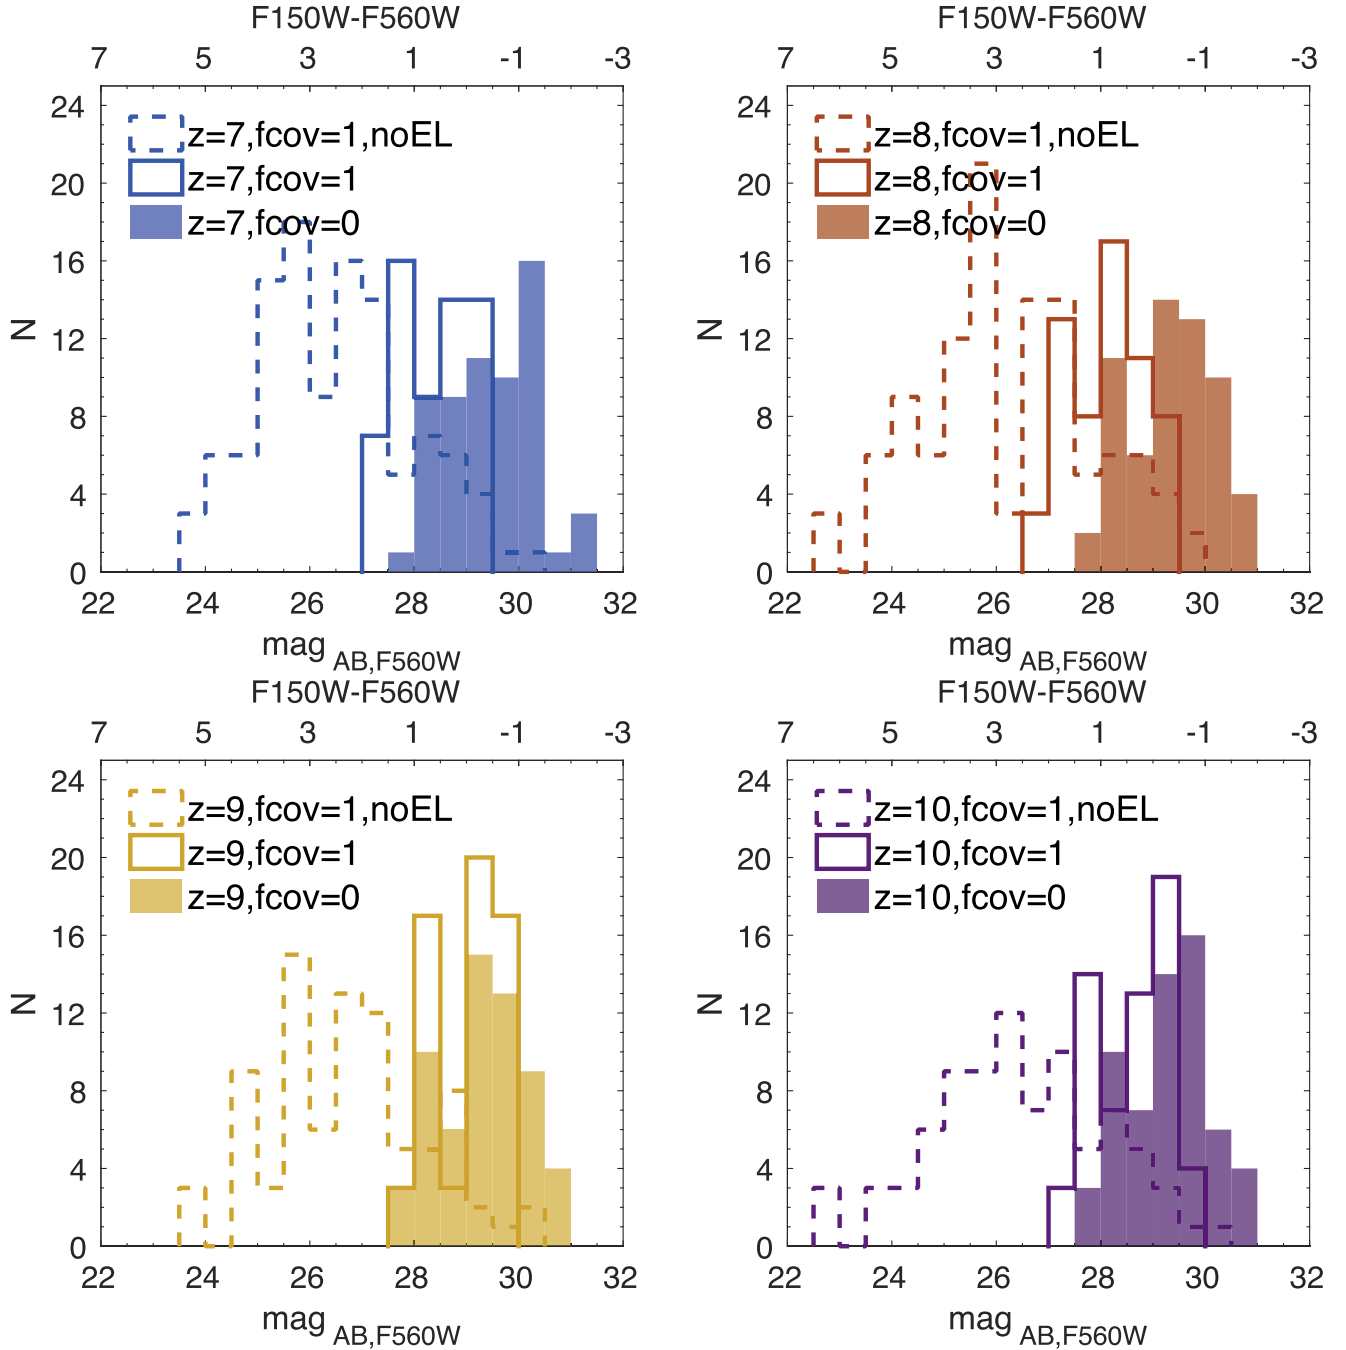 F150W-F560W
7 5 3 1 -1 -3
24
20
16
12
8
4
0
N
z=7,fcov=1,noEL
z=7,fcov=1
z=7,fcov=0
22 24 26 28 30 32
mag AB,F560W
F150W-F560W
7 5 3 1 -1 -3
24
20
16
12
8
4
0
N
z=8,fcov=1,noEL
z=8,fcov=1
z=8,fcov=0
22 24 26 28 30 32
mag AB,F560W
F150W-F560W
7 5 3 1 -1 -3
24
20
16
12
8
4
0
N
z=9,fcov=1,noEL
z=9,fcov=1
z=9,fcov=0
22 24 26 28 30 32
mag AB,F560W
F150W-F560W
7 5 3 1 -1 -3
24
20
16
12
8
4
0
N
z=10,fcov=1,noEL
z=10,fcov=1
z=10,fcov=0
22 24 26 28 30 32
mag AB,F560W